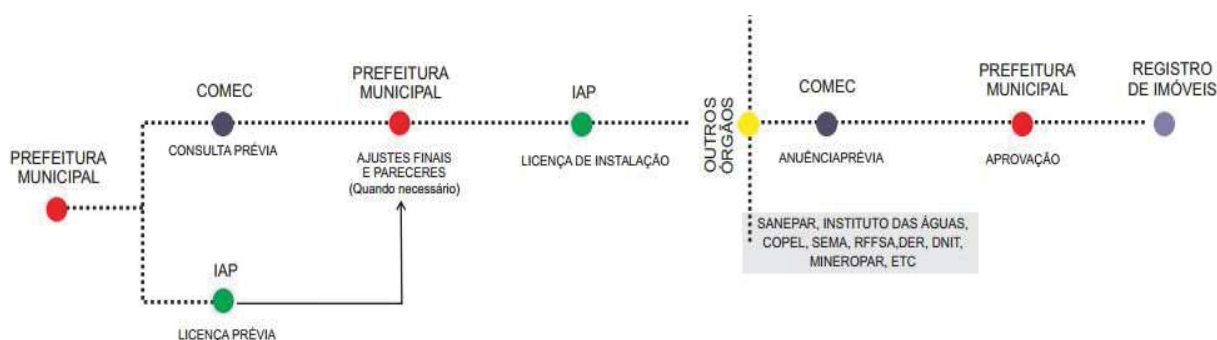 PREFEITURA
MUNICIPAL
COMEC
CONSULTA PRÉVIA
IAP
LICENÇA PRÉVIA
PREFEITURA
MUNICIPAL
AJUSTES FINAIS
E PARECERES
(Quando necessário)
IAP
LICENÇA DE INSTALAÇÃO
OUTROS
ÓRGÃOS
SANEPAR, INSTITUTO DAS ÁGUAS,
COPEL, SEMA, RFFSA,DER, DNIT,
MINEROPAR, ETC
COMEC
ANUÊNCIAPRÉVIA
PREFEITURA
MUNICIPAL
APROVAÇÃO
REGISTRO
DE IMÓVEIS